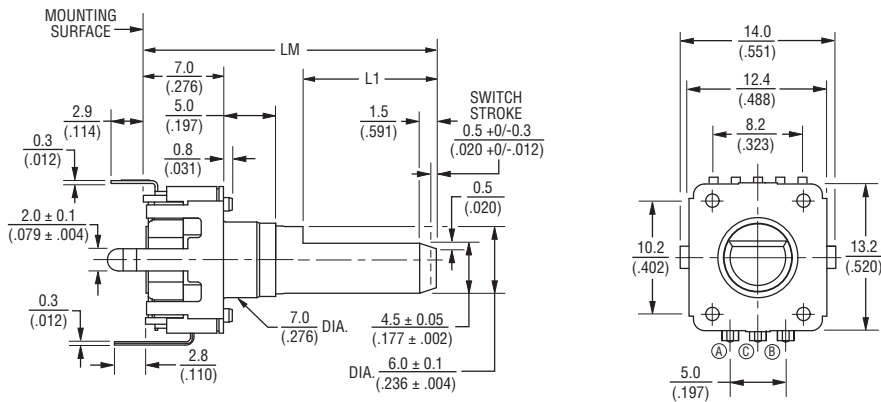 MOUNTING
SURFACE
LM
7.0
(.276)
L1
5.0
(.197)
2.9
(.114)
1.5
(.591)
SWITCH
STROKE
0.5 +0/-0.3
(.020 +0/-.012)
0.3
(.012)
0.8
(.031)
0.5
(.020)
2.0 ± 0.1
(.079 ± .004)
0.3
(.012)
7.0
(.276) DIA.
4.5 ± 0.05
(.177 ± .002)
2.8
(.110)
DIA. 6.0 ± 0.1
(.236 ± .004)
14.0
(.551)
12.4
(.488)
8.2
(.323)
10.2
(.402)
13.2
(.520)
A C B
5.0
(.197)